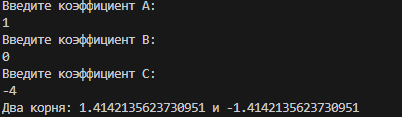 Введите коэффициент A:
1
Введите коэффициент B:
0
Введите коэффициент C:
-4
Два корня: 1.4142135623730951 и -1.4142135623730951